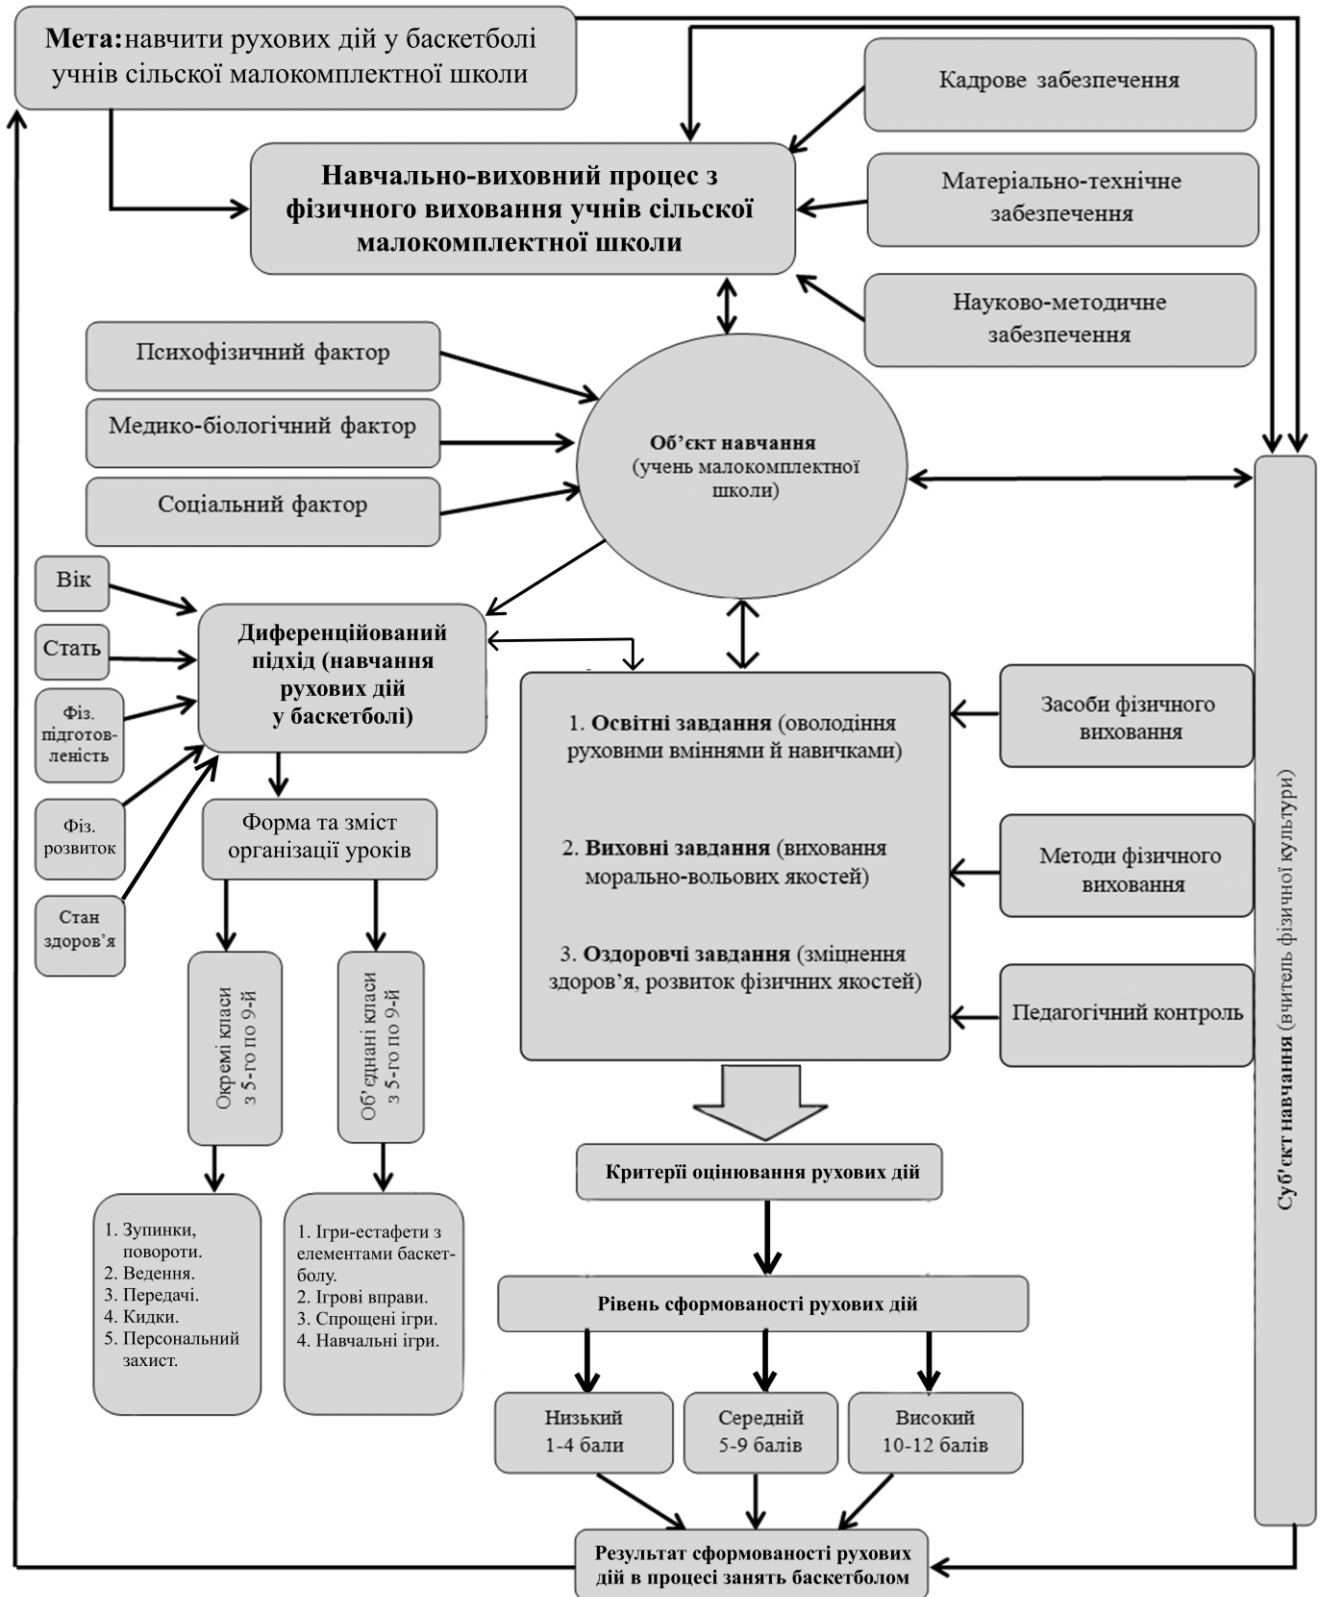 Мета:навчити рухових дій у баскетболі
учнів сільскої малокомплектної школи
Кадрове забезпечення
Навчально-виховний процес з
фізичного виховання учнів сільскої
малокомплектної школи
Матеріально-технічне
забезпечення
Науково-методичне
забезпечення
Психофізичний фактор
Медико-біологічний фактор
Соціальний фактор
Об’єкт навчання
(учень малокомплектної
школи)
Вік
Стать
Фіз.
підготов-
леність
Фіз.
розвиток
Стан
здоров’я
Диференційований
підхід (навчання
рухових дій
у баскетболі)
Форма та зміст
організації уроків
Окремі класи
з 5-го по 9-й
Об’єднані класи
з 5-го по 9-й
1. Зупинки,
повороти.
2. Ведення.
3. Передачі.
4. Кидки.
5. Персональний
захист.
1. Ігри-естафети з
елементами баскет-
болу.
2. Ігрові вправи.
3. Спрощені ігри.
4. Навчальні ігри.
1. Освітні завдання (оволодіння
руховими вміннями й навичками)
2. Виховні завдання (виховання
морально-вольових якостей)
3. Оздоровчі завдання (зміцнення
здоров’я, розвиток фізичних якостей)
Засоби фізичного
виховання
Методи фізичного
виховання
Педагогічний контроль
Суб'єкт навчання (вчитель фізичної культури)
Критерії оцінювання рухових дій
Рівень сформованості рухових дій
Низький
1-4 бали
Середній
5-9 балів
Високий
10-12 балів
Результат сформованості рухових
дій в процесі занять баскетболом